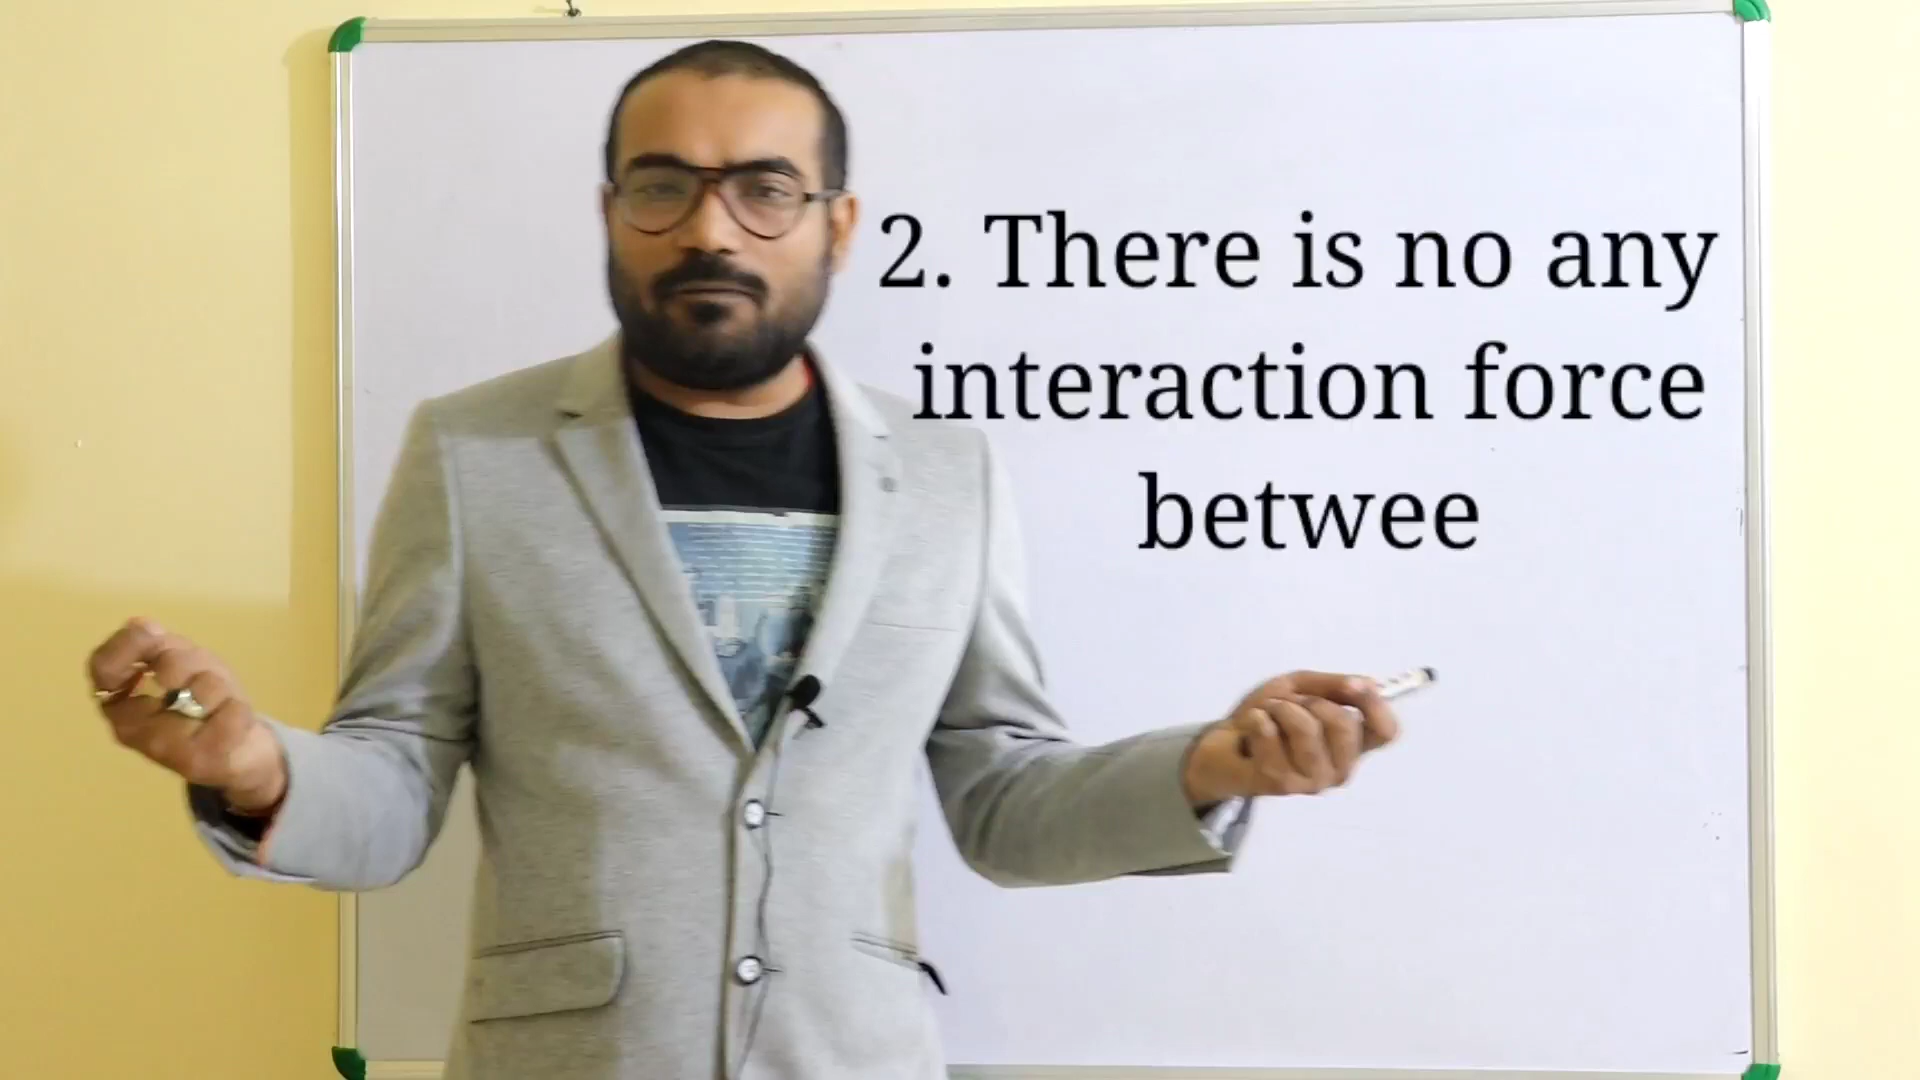 2. There is no any
interaction force
betwee